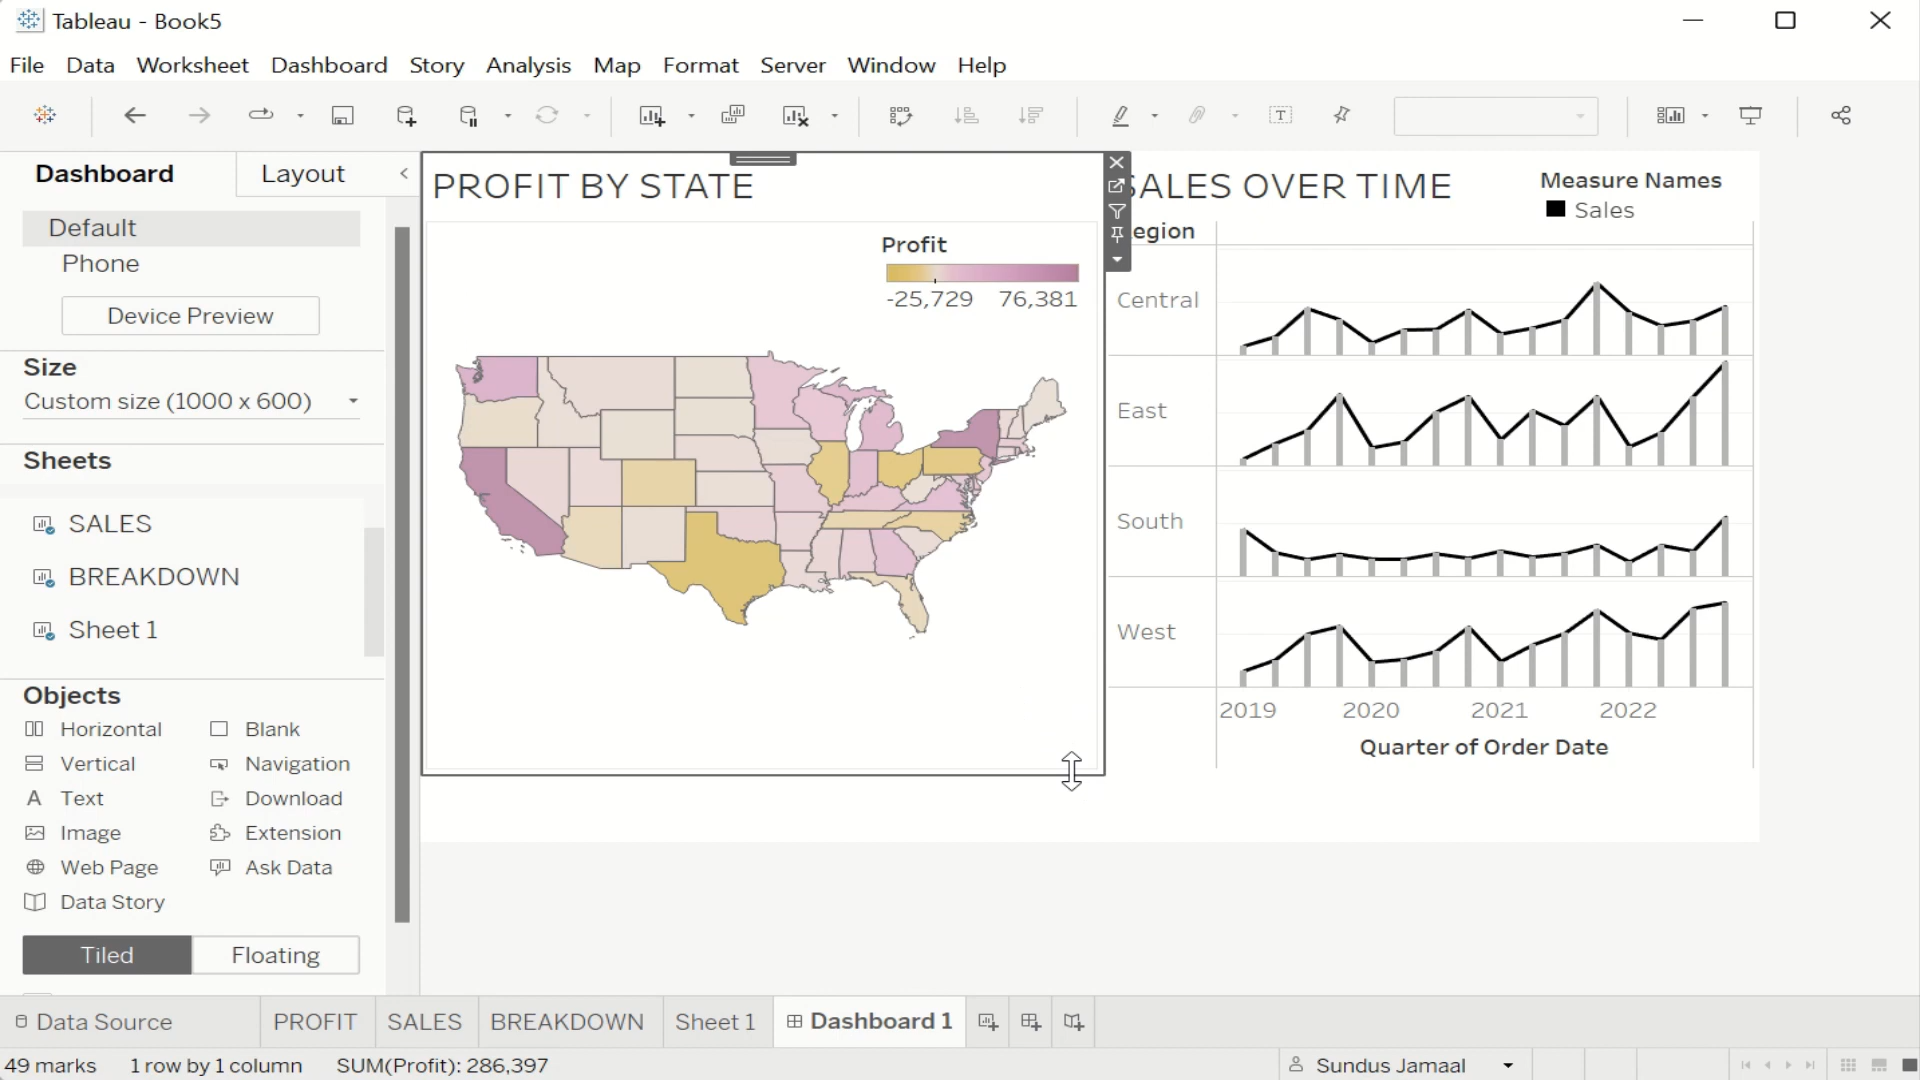 Tableau - Book5
File Data Worksheet Dashboard Story Analysis Map Format Server Window Help
Dashboard Layout
Default
Phone
Device Preview
Size
Custom size (1000 x 600)
Sheets
SALES
BREAKDOWN
Sheet 1
Objects
Horizontal Blank
Vertical Navigation
Text Download
Image Extension
Web Page Ask Data
Data Story
Tiled Floating
PROFIT BY STATE
Profit
-25,729 76,381
SALES OVER TIME
Measure Names
Sales
egion
Central
East
South
West
2019 2020 2021 2022
Quarter of Order Date
Data Source PROFIT SALES BREAKDOWN Sheet 1 Dashboard 1
49 marks 1 row by 1 column SUM(Profit): 286,397 Sundus Jamaal